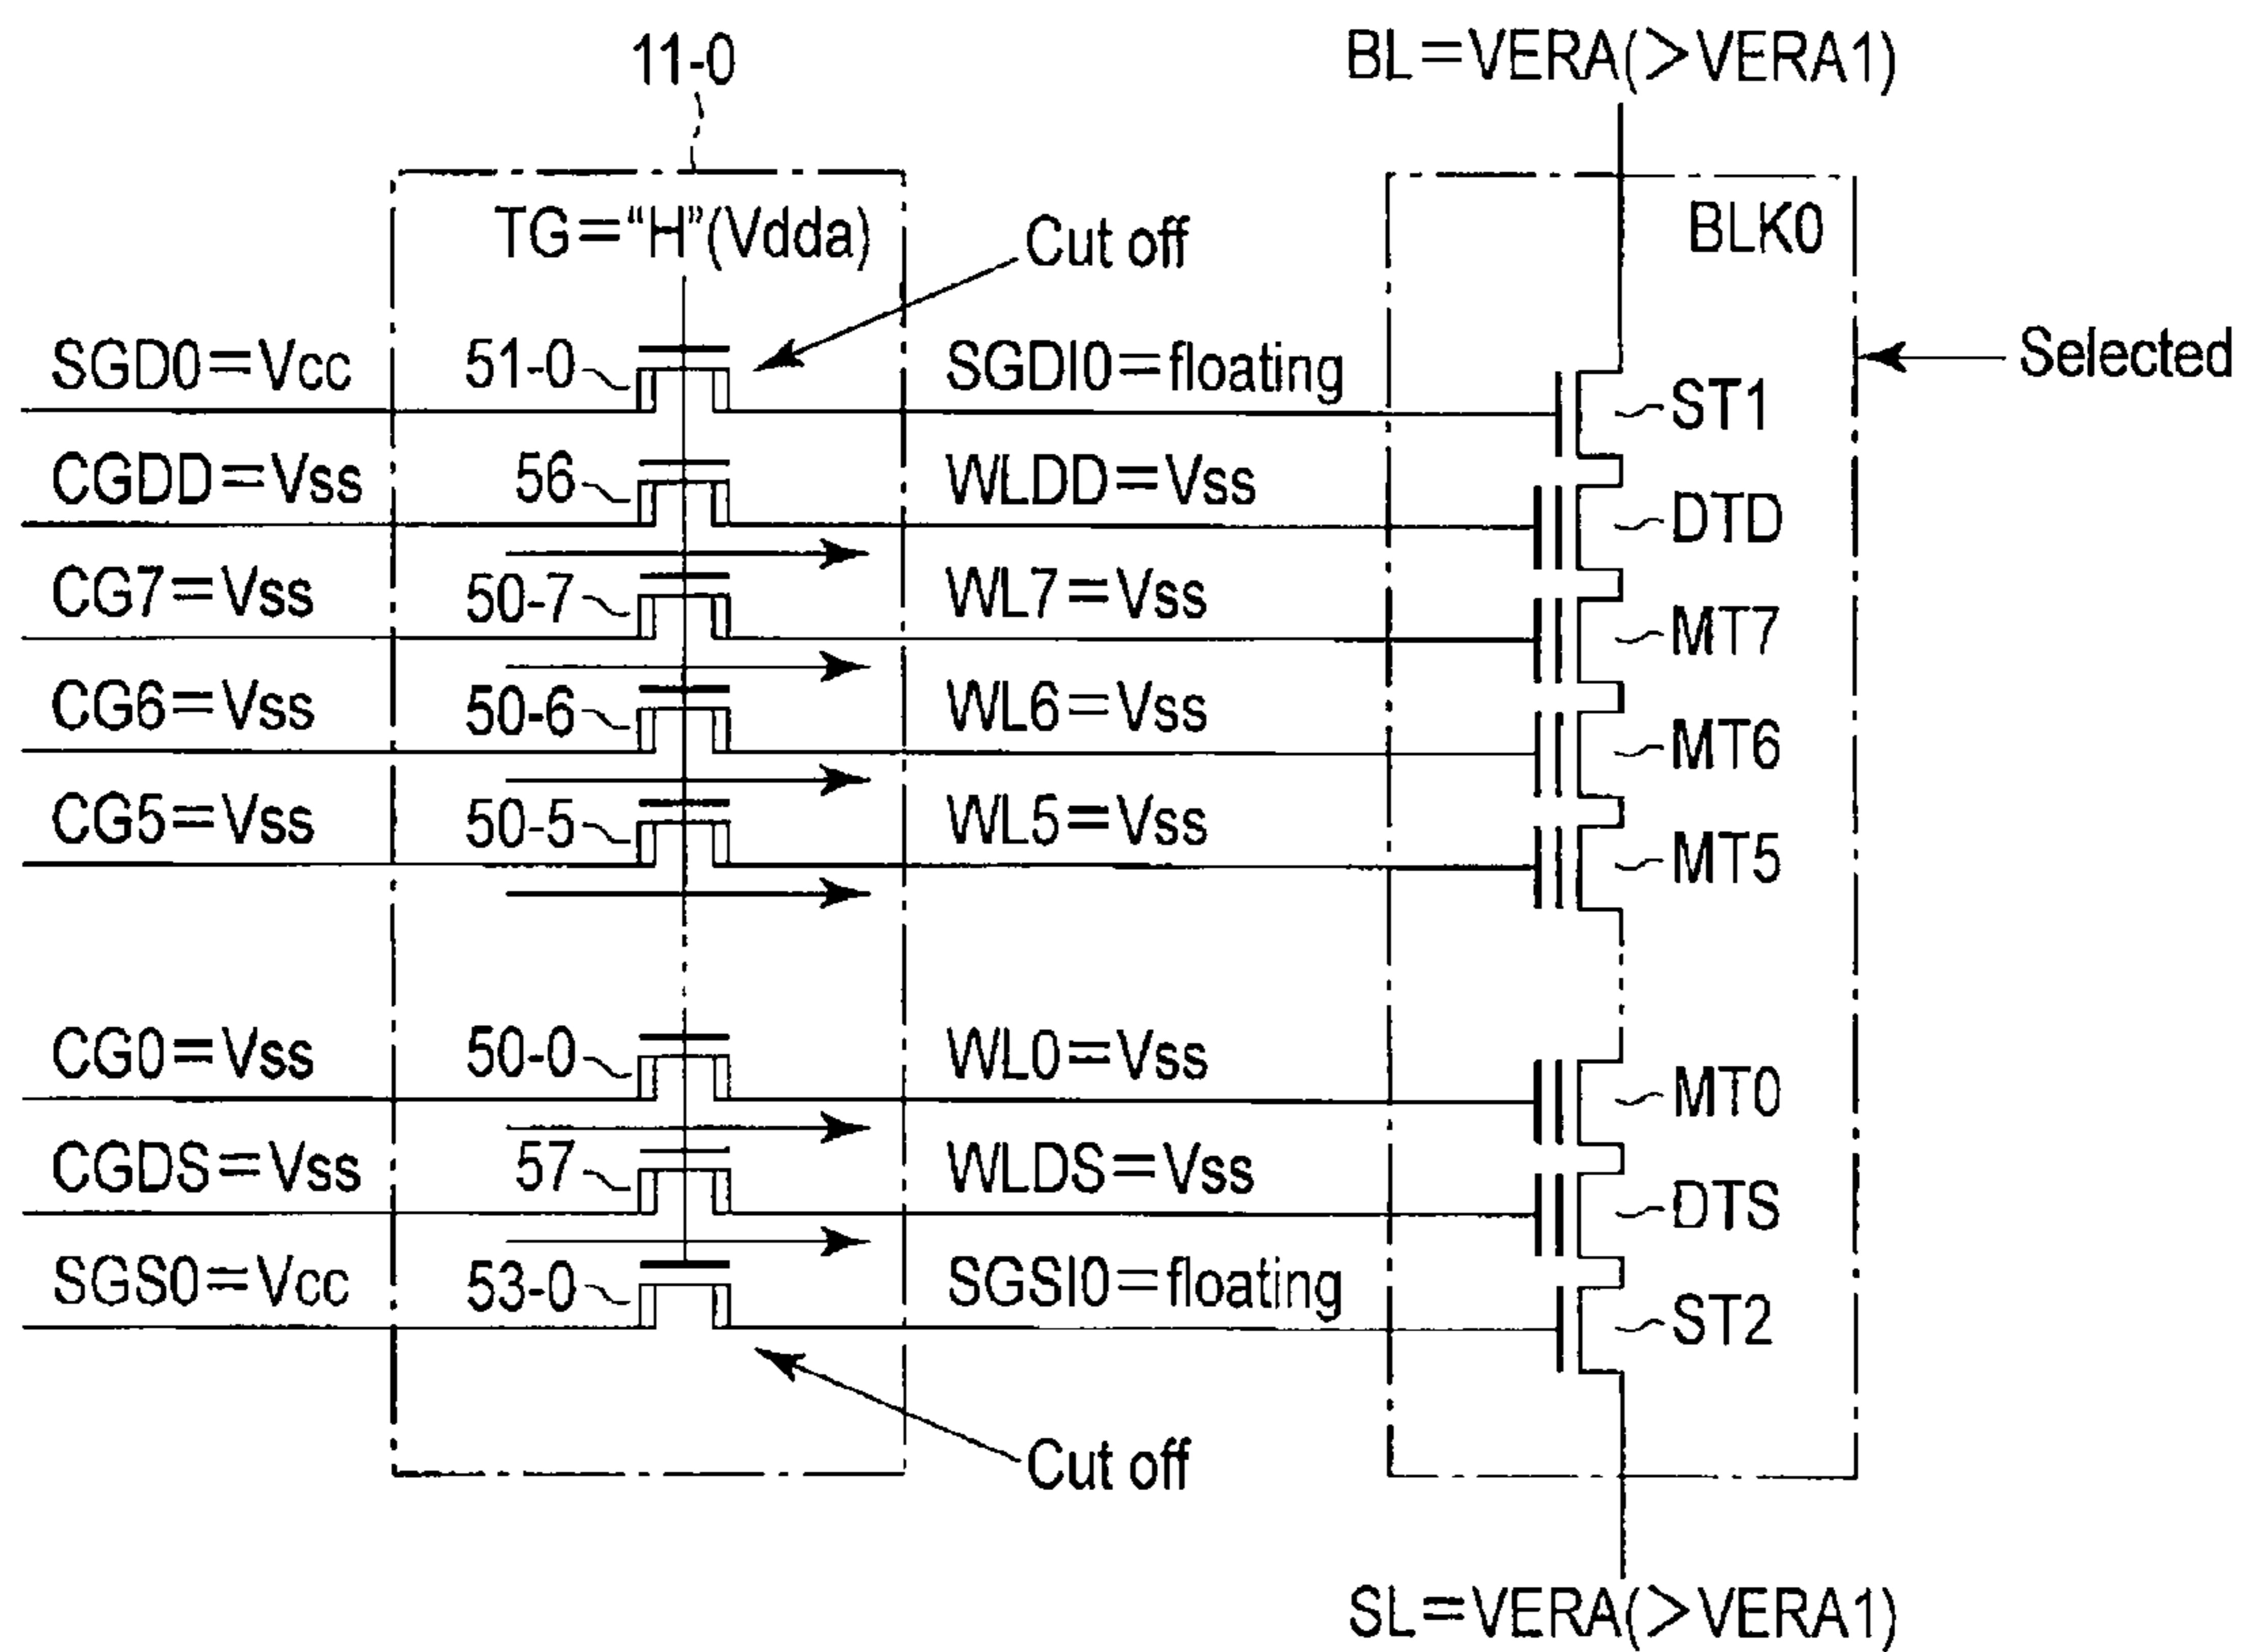 11-0
BL=VERA(>VERA1)
TG="H"(Vdda)
Cut off
BLK0
SGD0=Vcc
51-0
SGDI0=floating
Selected
ST1
CGDD=Vss
56
WLDD=Vss
DTD
CG7=Vss
50-7
WL7=Vss
MT7
CG6=Vss
50-6
WL6=Vss
MT6
CG5=Vss
50-5
WL5=Vss
MT5
CG0=Vss
50-0
WL0=Vss
MT0
CGDS=Vss
57
WLDS=Vss
DTS
SGS0=Vcc
53-0
SGSI0=floating
ST2
Cut off
SL=VERA(>VERA1)